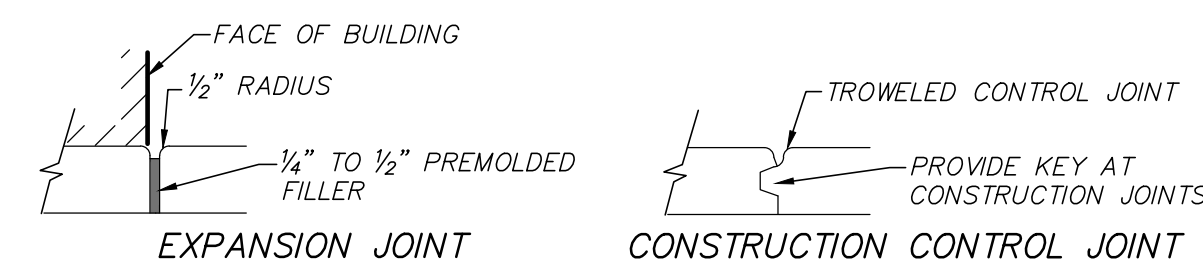 FACE OF BUILDING
½" RADIUS
¼" TO ½" PREMOLDED
FILLER
EXPANSION JOINT
TROWELED CONTROL JOINT
PROVIDE KEY AT
CONSTRUCTION JOINTS
CONSTRUCTION CONTROL JOINT